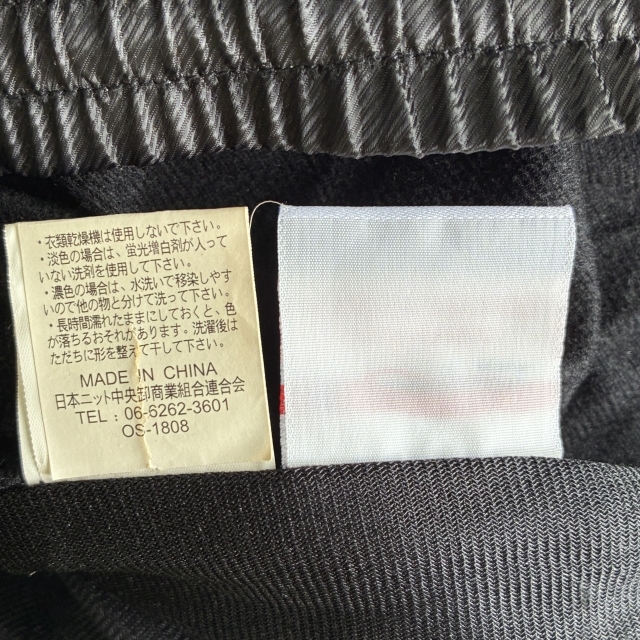 ・衣類乾燥機は使用しないで下さい。
・淡色の場合は、蛍光増白剤が入って
いない洗剤を使用して下さい。
・濃色の場合は、水洗いで移染しやす
いので他の物と分けて洗って下さい。
・長時間濡れたままにしておくと、色
が落ちるおそれがあります。洗濯後は
ただちに形を整えて干して下さい。
MADE IN CHINA
日本ニット中央卸商業組合連合会
TEL：06-6262-3601
OS-1808